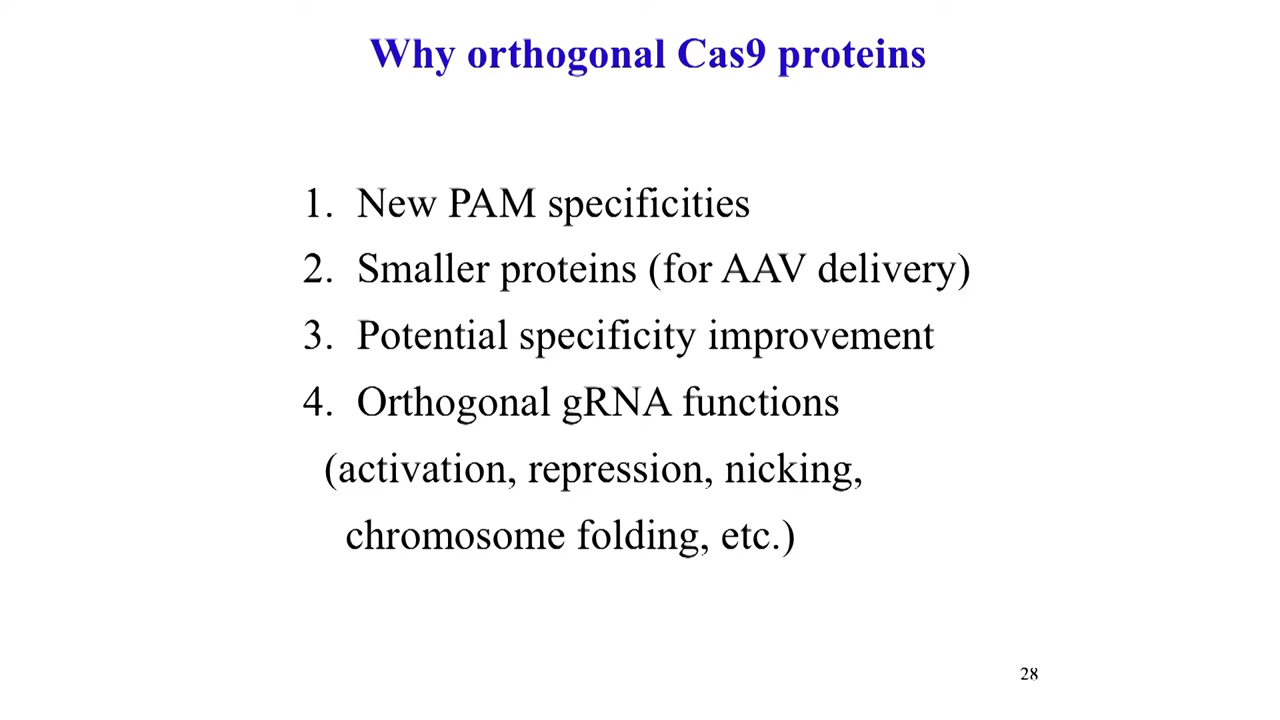 Why orthogonal Cas9 proteins
1. New PAM specificities
2. Smaller proteins (for AAV delivery)
3. Potential specificity improvement
4. Orthogonal gRNA functions
(activation, repression, nicking,
chromosome folding, etc.)
28